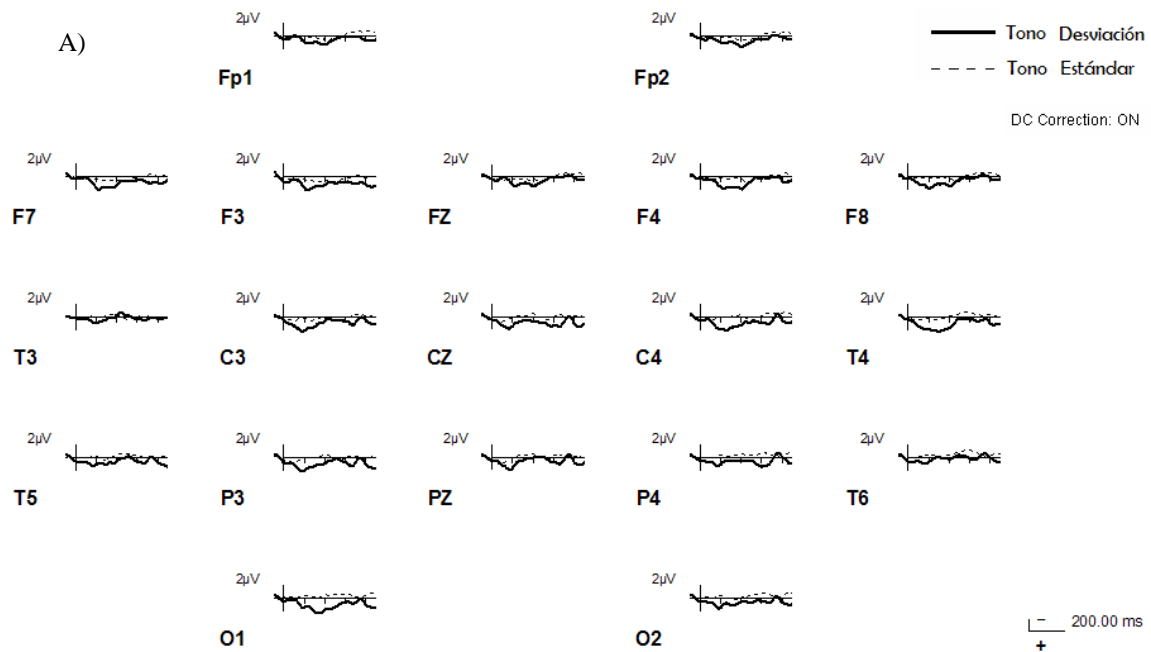 A)
2µV
2µV
Tono Desviación
Tono Estándar
Fp1
Fp2
DC Correction: ON
2µV
2µV
2µV
2µV
2µV
F7
F3
FZ
F4
F8
2µV
2µV
2µV
2µV
2µV
T3
C3
CZ
C4
T4
2µV
2µV
2µV
2µV
2µV
T5
P3
PZ
P4
T6
2µV
2µV
O1
O2
-
200.00 ms
+